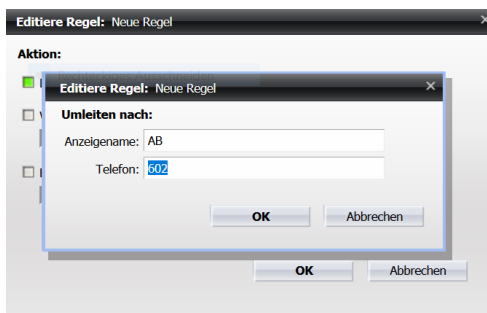 Editiere Regel: Neue Regel
Aktion:
Editiere Regel: Neue Regel
Umleiten nach:
Anzeigename: AB
Telefon: 602
OK Abbrechen
OK Abbrechen